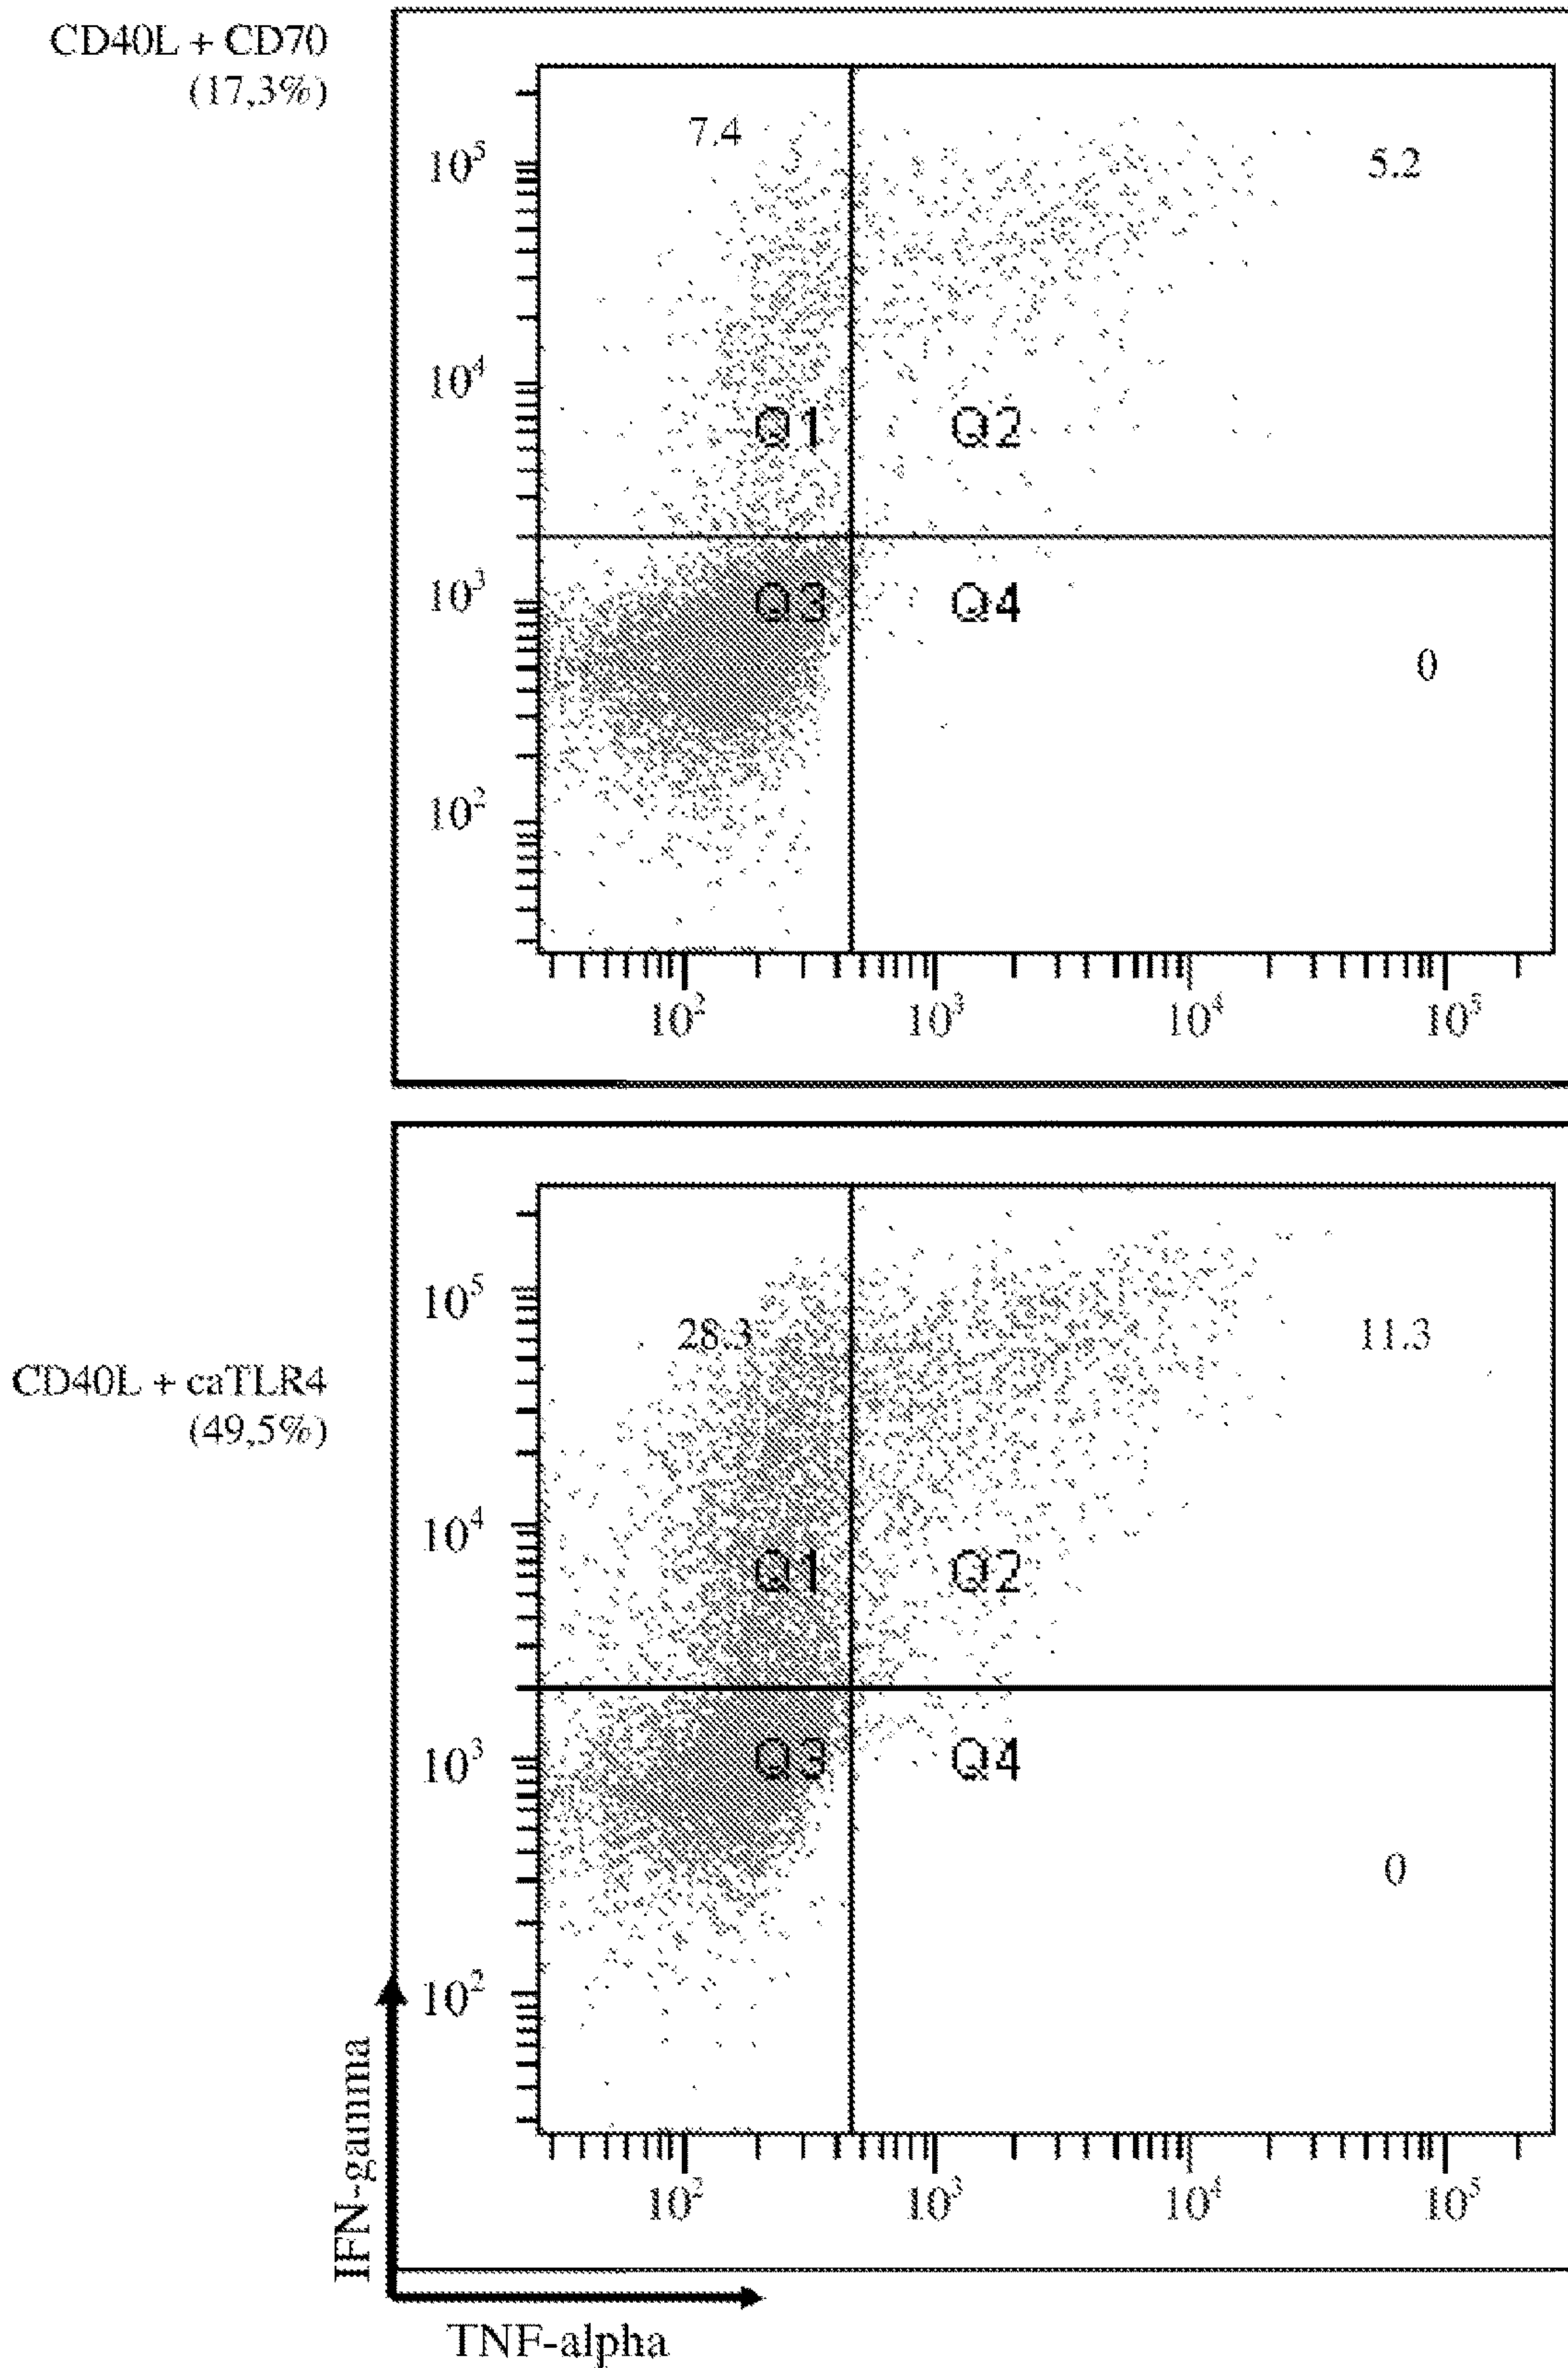 CD40L + CD70
(17,3%)
7.4
5.2
10⁵
10⁴
Q1
Q2
10³
Q3
Q4
0
10²
10²
10³
10⁴
10⁵
CD40L + caTLR4
(49,5%)
10⁵
28.3
11.3
10⁴
Q1
Q2
10³
Q3
Q4
0
10²
10²
10³
10⁴
10⁵
IFN-gamma
TNF-alpha